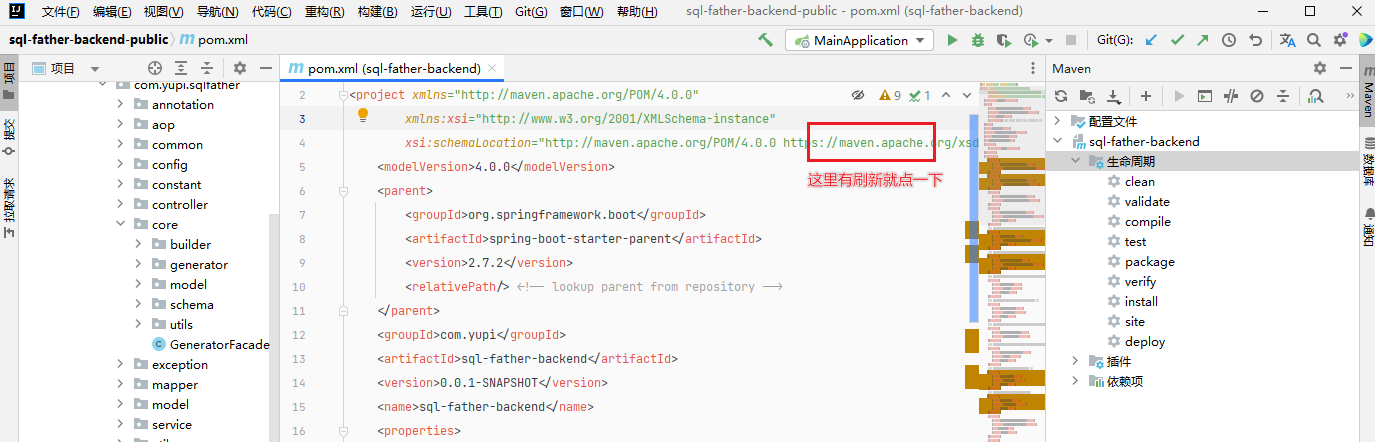 文件(F) 编辑(E) 视图(V) 导航(N) 代码(C) 重构(R) 构建(B) 运行(U) 工具(T) Git(G) 窗口(W) 帮助(H) sql-father-backend-public - pom.xml (sql-father-backend)
sql-father-backend-public pom.xml MainApplication Git(G):
项目
提交
拉取请求
项目
com.yupi.sqlfather
annotation
aop
common
config
constant
controller
core
builder
generator
model
schema
utils
GeneratorFacade
exception
mapper
model
service
pom.xml (sql-father-backend)
9 1
2 <project xmlns="http://maven.apache.org/POM/4.0.0"
3 xmlns:xsi="http://www.w3.org/2001/XMLSchema-instance"
4 xsi:schemaLocation="http://maven.apache.org/POM/4.0.0 https://maven.apache.org/xsd
5 <modelVersion>4.0.0</modelVersion>
6 <parent>
7 <groupId>org.springframework.boot</groupId>
8 <artifactId>spring-boot-starter-parent</artifactId>
9 <version>2.7.2</version>
10 <relativePath/> <!-- lookup parent from repository -->
11 </parent>
12 <groupId>com.yupi</groupId>
13 <artifactId>sql-father-backend</artifactId>
14 <version>0.0.1-SNAPSHOT</version>
15 <name>sql-father-backend</name>
16 <properties>
这里有刷新就点一下
Maven
配置文件
sql-father-backend
生命周期
clean
validate
compile
test
package
verify
install
site
deploy
插件
依赖项
Maven
数据库
通知